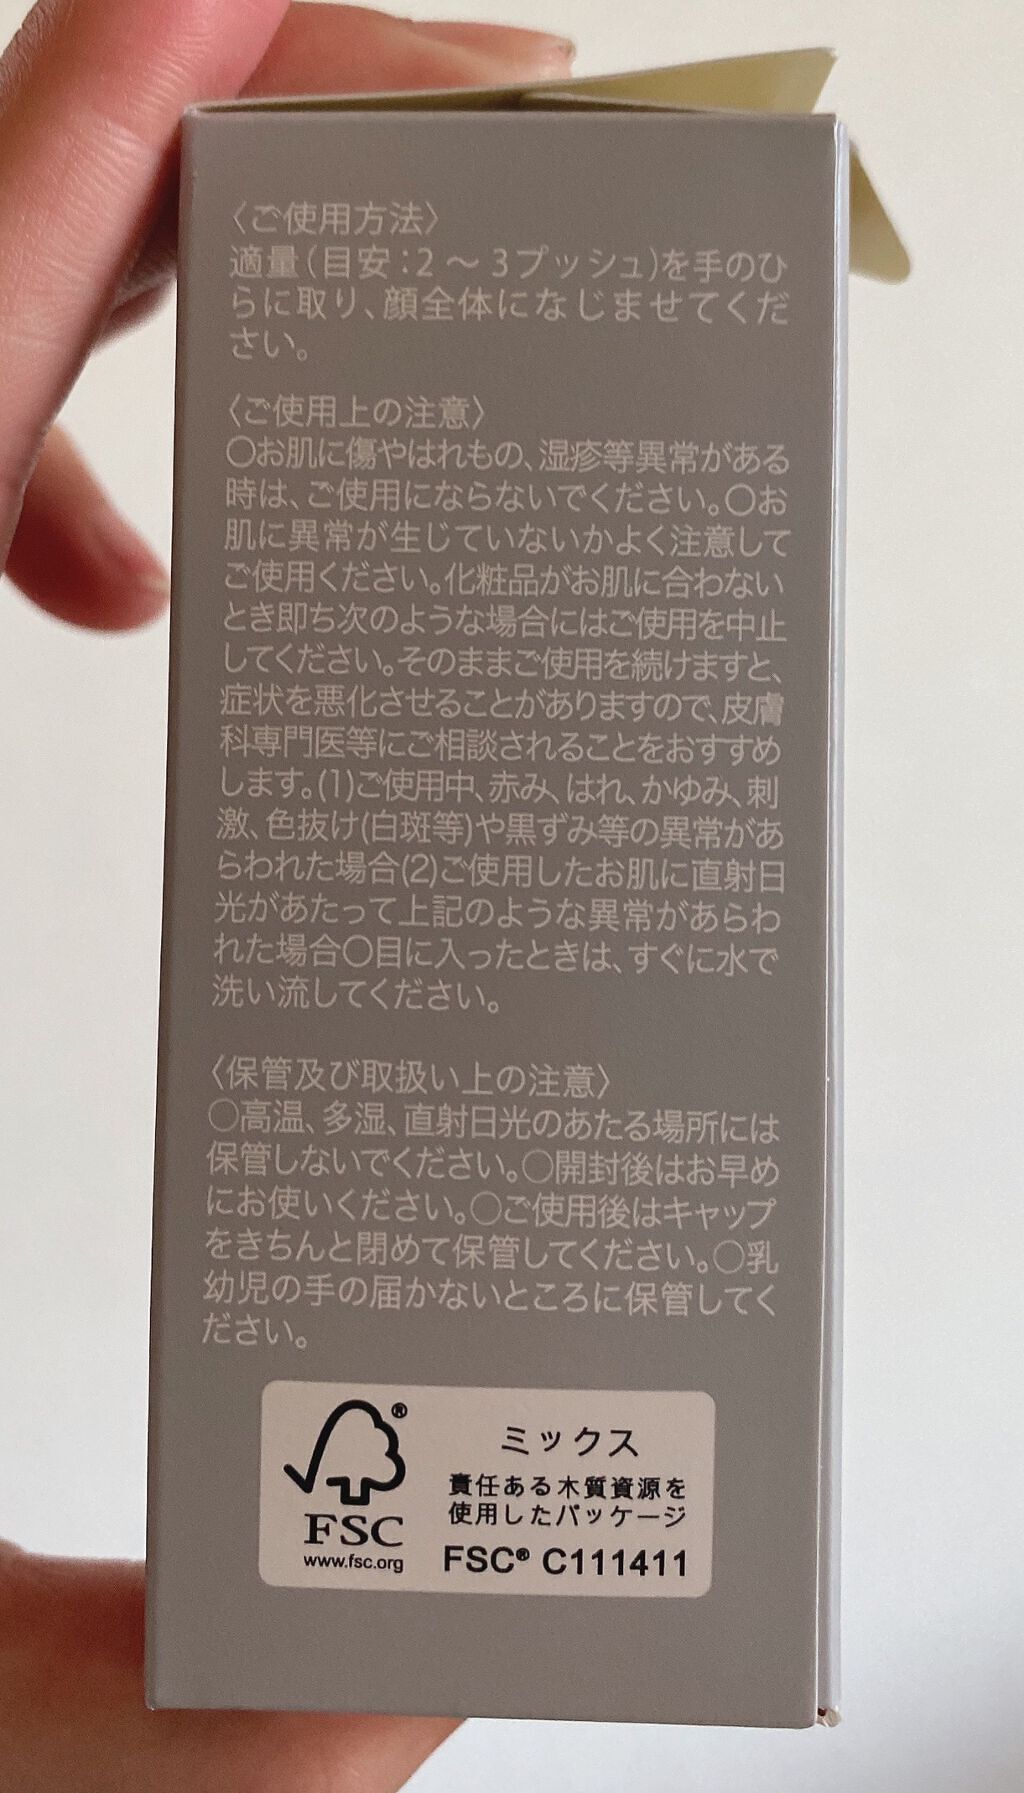 〈ご使用方法〉
適量(目安:2～3プッシュ)を手のひ
らに取り、顔全体になじませてくだ
さい。
〈ご使用上の注意〉
○お肌に傷やはれもの、湿疹等異常がある
時は、ご使用にならないでください。○お
肌に異常が生じていないかよく注意して
ご使用ください。化粧品がお肌に合わない
とき即ち次のような場合にはご使用を中止
してください。そのままご使用を続けますと、
症状を悪化させることがありますので、皮膚
科専門医等にご相談されることをおすすめ
します。(1)ご使用中、赤み、はれ、かゆみ、刺
激、色抜け(白斑等)や黒ずみ等の異常があ
らわれた場合(2)ご使用したお肌に直射日
光があたって上記のような異常があらわ
れた場合○目に入ったときは、すぐに水で
洗い流してください。
〈保管及び取扱い上の注意〉
○高温、多湿、直射日光のあたる場所には
保管しないでください。○開封後はお早め
にお使いください。○ご使用後はキャップ
をきちんと閉めて保管してください。○乳
幼児の手の届かないところに保管してく
ださい。
®
FSC
www.fsc.org
ミックス
責任ある木質資源を
使用したパッケージ
FSC® C111411